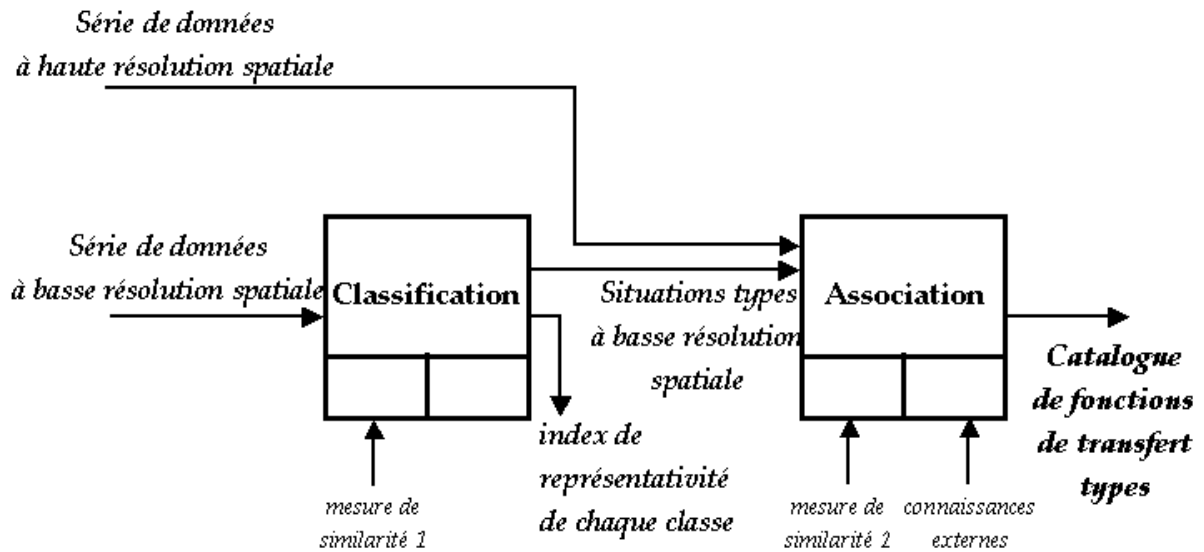 Série de données
à haute résolution spatiale
Série de données
à basse résolution spatiale
Classification
Situations types
à basse résolution
spatiale
Association
Catalogue
de fonctions
de transfert
types
index de
représentativité
de chaque classe
mesure de
similarité 1
mesure de
similarité 2
connaissances
externes